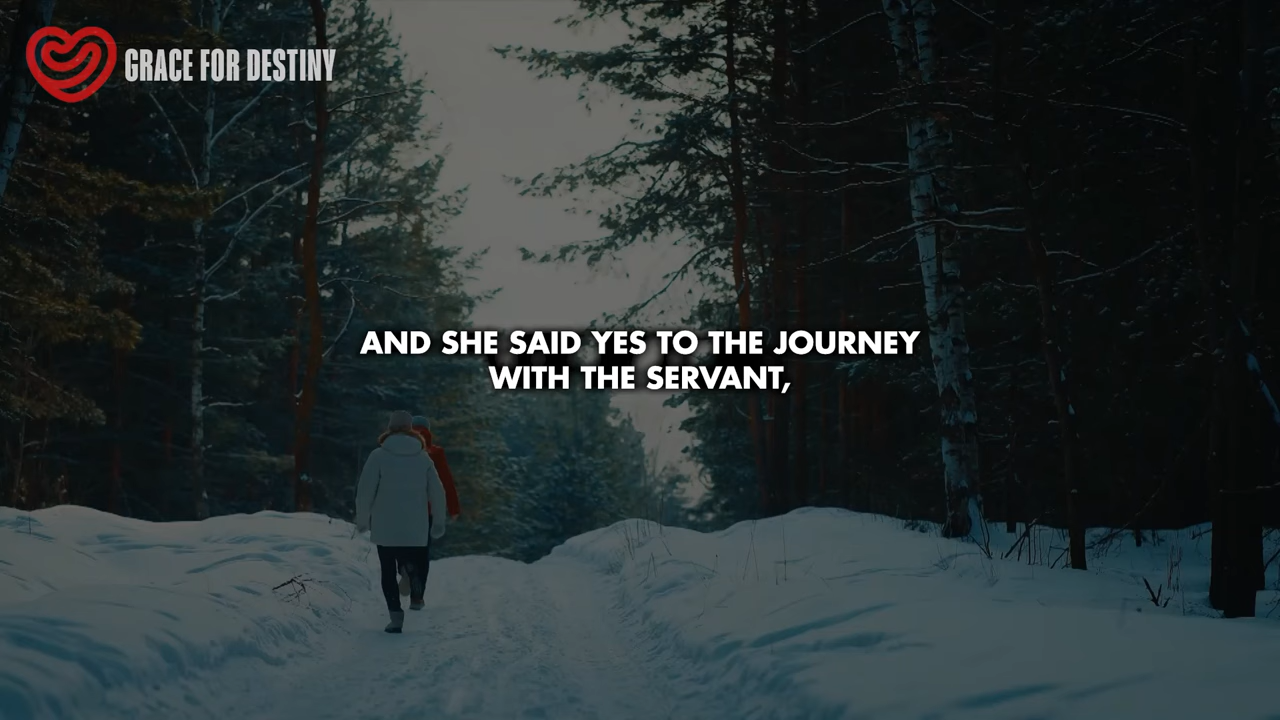 GRACE FOR DESTINY
AND SHE SAID YES TO THE JOURNEY
WITH THE SERVANT,